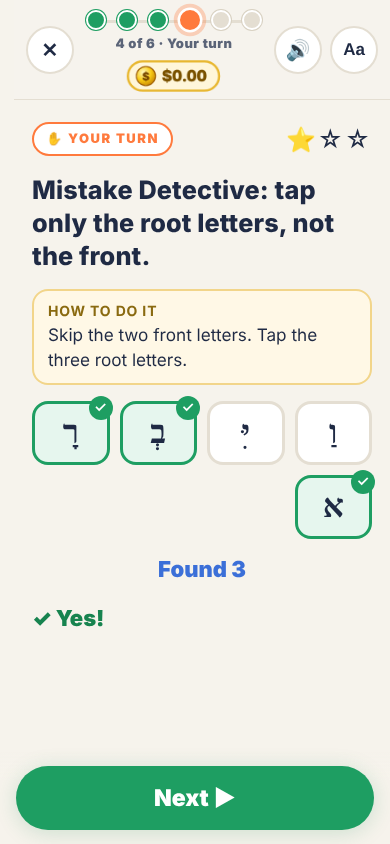 4 of 6 · Your turn
$0.00
Aa
YOUR TURN
Mistake Detective: tap
only the root letters, not
the front.
HOW TO DO IT
Skip the two front letters. Tap the
three root letters.
וַ יִּ בְ רָ
א
Found 3
Yes!
Next